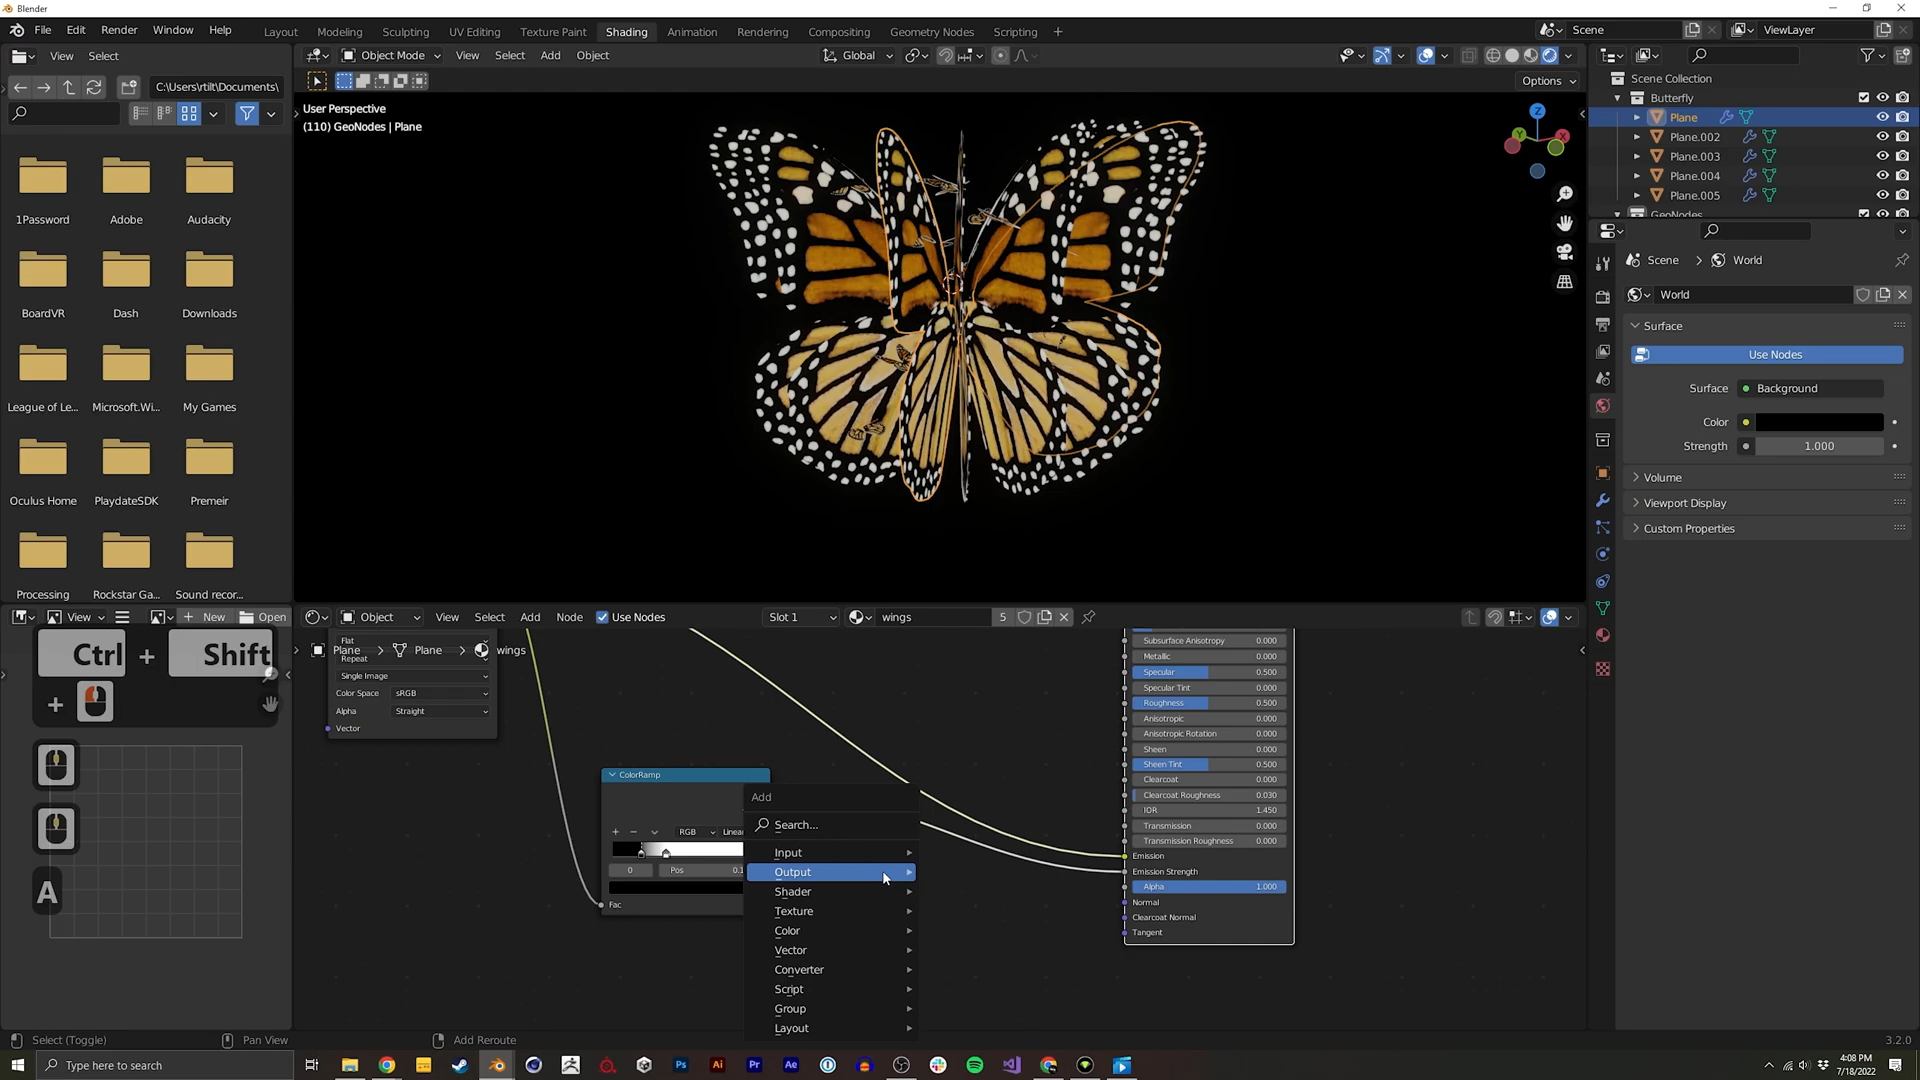 Blender
File Edit Render Window Help
Layout Modeling Sculpting UV Editing Texture Paint Shading Animation Rendering Compositing Geometry Nodes Scripting +
Scene ViewLayer
View Select
Object Mode View Select Add Object Global
C:\Users\rtilt\Documents\
Options
User Perspective
(110) GeoNodes | Plane
Z
X
Y
Scene Collection
Butterfly
Plane
Plane.002
Plane.003
Plane.004
Plane.005
GeoNodes
1Password Adobe Audacity
BoardVR Dash Downloads
League of Le... Microsoft.Wi... My Games
Oculus Home PlaydateSDK Premeir
Processing Rockstar Ga... Sound recor...
Scene > World
World
Surface
Use Nodes
Surface Background
Color
Strength 1.000
Volume
Viewport Display
Custom Properties
View + New Open
Object View Select Add Node Use Nodes Slot 1 wings 5
Ctrl + Shift
+
A
Flat
Plane > Plane > wings
Repeat
Single Image
Color Space sRGB
Alpha Straight
Vector
ColorRamp
+ − RGB Linea
0 Pos 0.1
Fac
Add
Search...
Input
Output
Shader
Texture
Color
Vector
Converter
Script
Group
Layout
Subsurface Anisotropy 0.000
Metallic 0.000
Specular 0.500
Specular Tint 0.000
Roughness 0.500
Anisotropic 0.000
Anisotropic Rotation 0.000
Sheen 0.000
Sheen Tint 0.500
Clearcoat 0.000
Clearcoat Roughness 0.030
IOR 1.450
Transmission 0.000
Transmission Roughness 0.000
Emission
Emission Strength
Alpha 1.000
Normal
Clearcoat Normal
Tangent
Select (Toggle) Pan View Add Reroute 3.2.0
Type here to search
Ps Ai Pr Ae
4:08 PM
7/18/2022